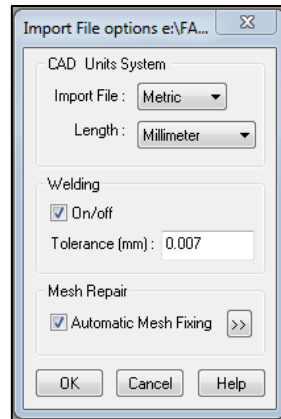 Import File options e:\FA...
CAD Units System
Import File : Metric
Length : Millimeter
Welding
On/off
Tolerance (mm) : 0.007
Mesh Repair
Automatic Mesh Fixing >>
OK Cancel Help